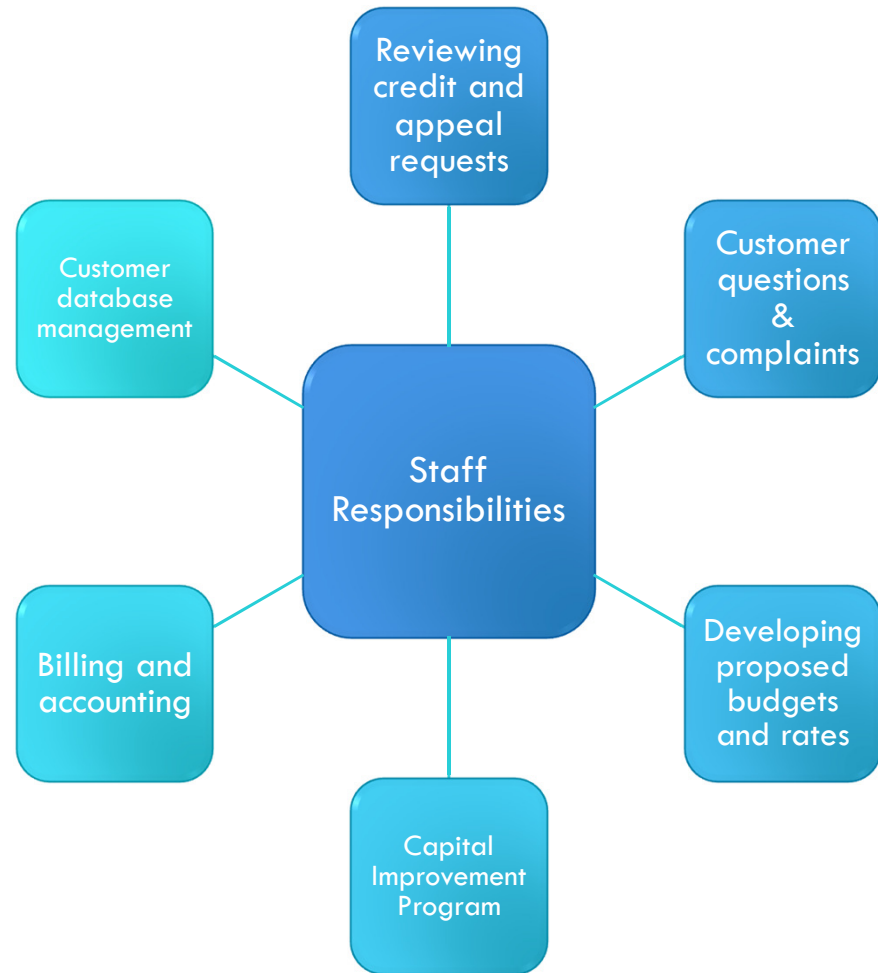 Reviewing
credit and
appeal
requests
Customer
questions
&
complaints
Developing
proposed
budgets
and rates
Capital
Improvement
Program
Billing and
accounting
Customer
database
management
Staff
Responsibilities